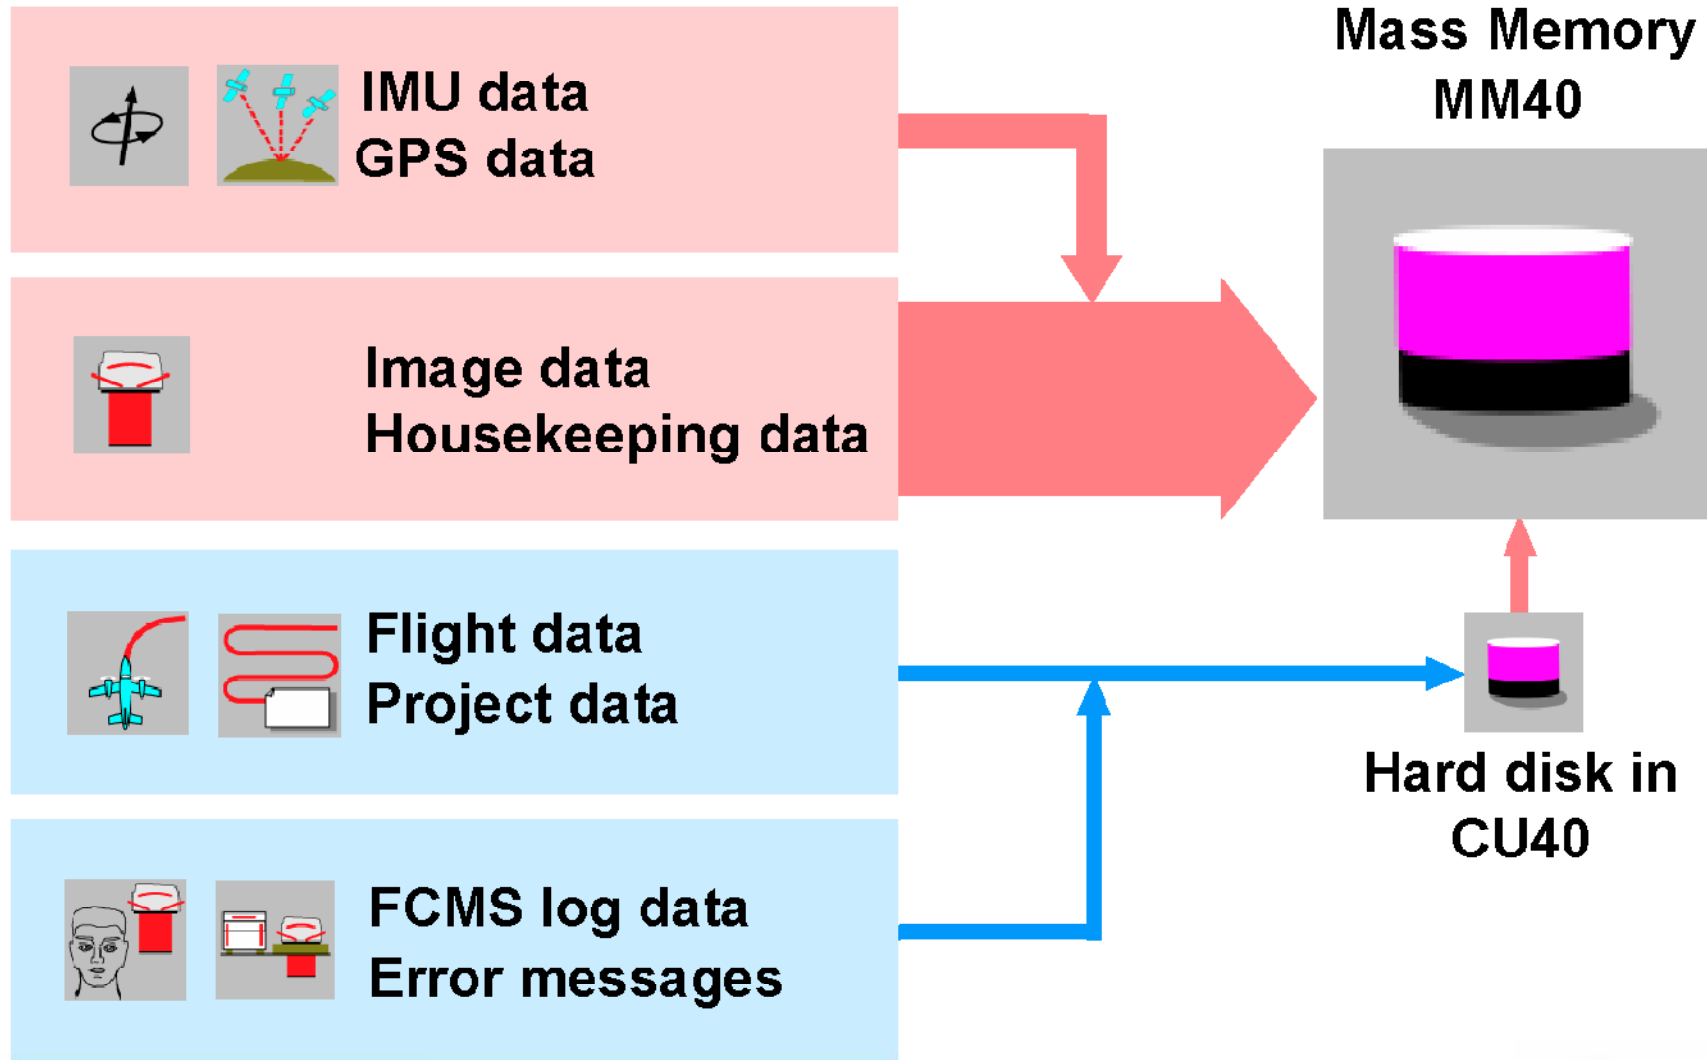 IMU data
GPS data
Image data
Housekeeping data
Flight data
Project data
FCMS log data
Error messages
Mass Memory
MM40
Hard disk in
CU40